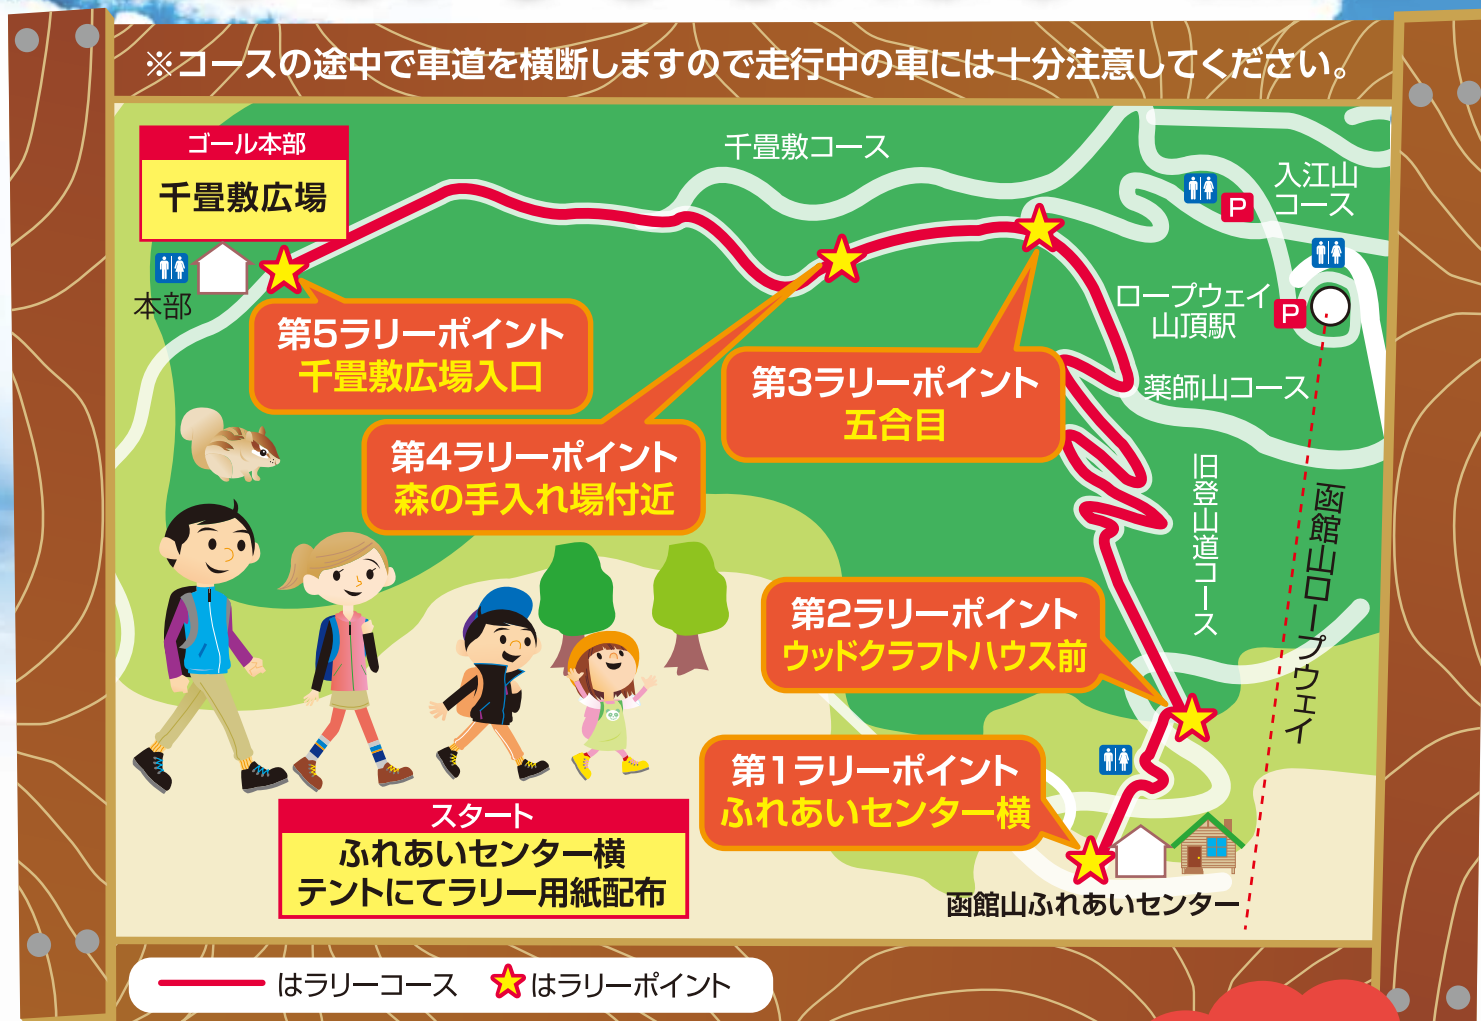 ※コースの途中で車道を横断しますので走行中の車には十分注意してください。
ゴール本部
千畳敷広場
本部
千畳敷コース
入江山
コース
P
ロープウェイ
山頂駅
P
第5ラリーポイント
千畳敷広場入口
第3ラリーポイント
五合目
薬師山コース
第4ラリーポイント
森の手入れ場付近
旧登山道コース
函館山ロープウェイ
第2ラリーポイント
ウッドクラフトハウス前
第1ラリーポイント
ふれあいセンター横
スタート
ふれあいセンター横
テントにてラリー用紙配布
函館山ふれあいセンター
はラリーコース
はラリーポイント